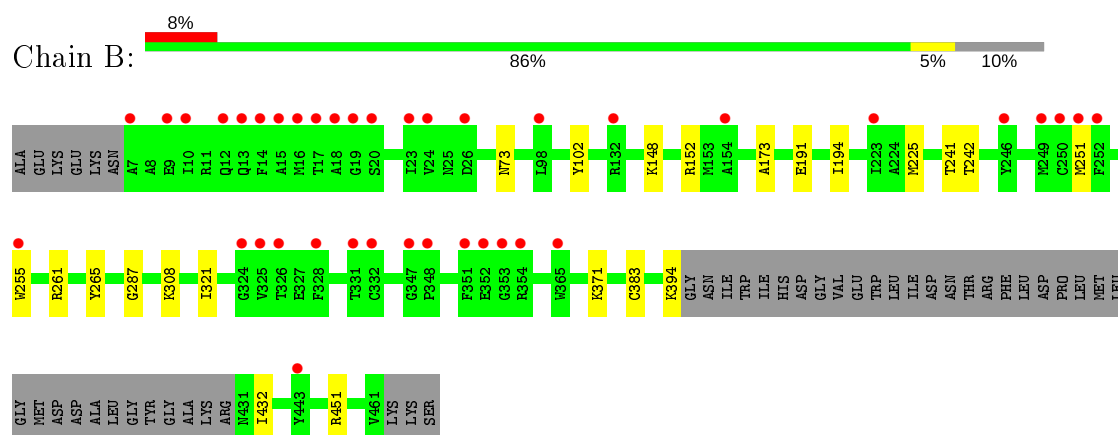 8%
Chain B:
86% 5% 10%
ALA GLU LYS GLU LYS ASN A7 A8 E9 I10 R11 Q12 Q13 F14 A15 M16 T17 A18 G19 S20 I23 V24 N25 D26 N73 L98 Y102 R132 K148 R152 M153 A154 A173 E191 I194 I223 A224 M225 T241 T242 Y246 M249 C250 M251 F252
W255 R261 Y265 G287 K308 I321 G324 V325 T326 E327 F328 T331 C332 G347 P348 F351 E352 G353 R354 W365 K371 C383 K394 GLY ASN ILE TRP ILE HIS ASP GLY VAL GLU TRP LEU ILE ASP ASN THR ARG PHE LEU ASP PRO LEU MET LEU
GLY MET ASP ASP ALA LEU GLY TYR GLY ALA LYS ARG N431 I432 Y443 R451 V461 LYS LYS SER